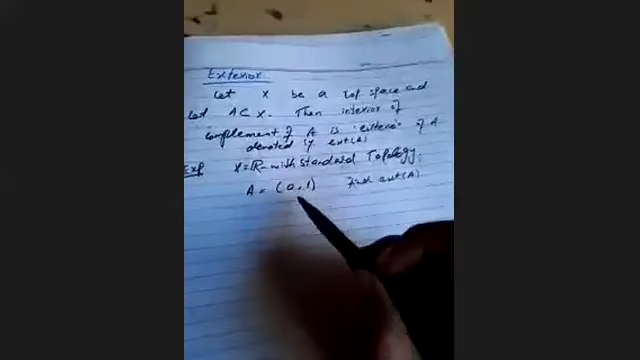 Exterior
Let X be a top space and
Let A⊂X. Then interior of
complement of A is 'exterior' of A
denoted by ext(A)
Exp X=ℝ with standard Topology.
A = (0,1) Find ext(A)